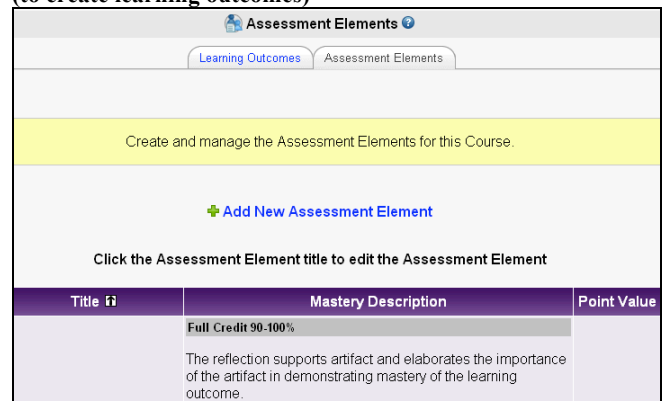 (to create learning outcomes)
Assessment Elements
Learning Outcomes Assessment Elements
Create and manage the Assessment Elements for this Course.
Add New Assessment Element
Click the Assessment Element title to edit the Assessment Element
Title Mastery Description Point Value
Full Credit 90-100%
The reflection supports artifact and elaborates the importance
of the artifact in demonstrating mastery of the learning
outcome.